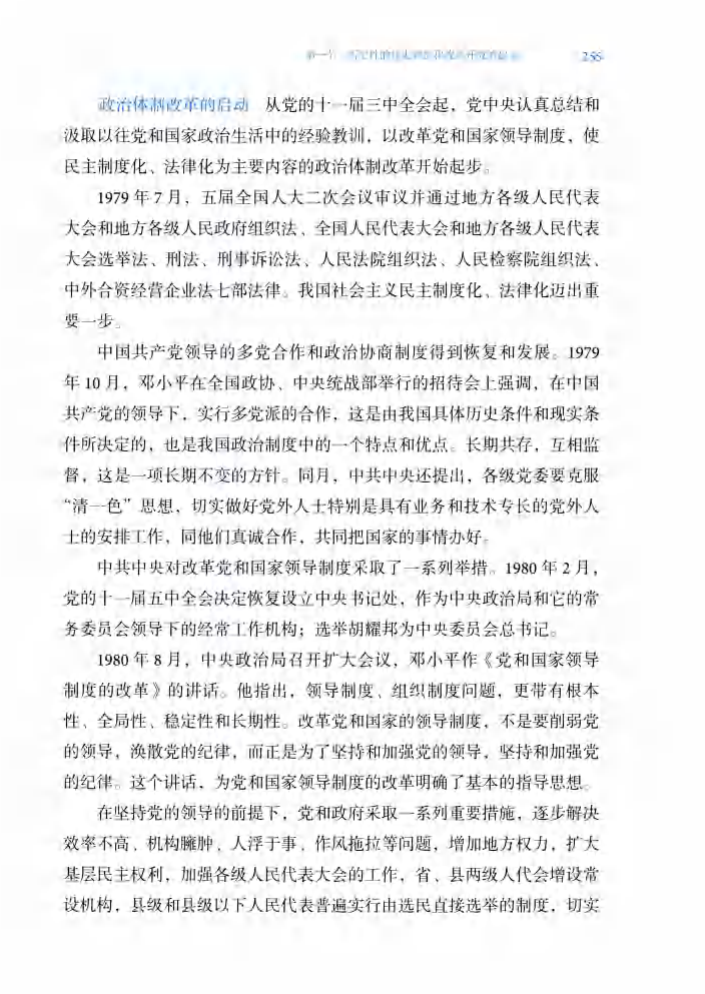 255
政治体制改革的启动 从党的十一届三中全会起，党中央认真总结和
汲取以往党和国家政治生活中的经验教训，以改革党和国家领导制度，使
民主制度化、法律化为主要内容的政治体制改革开始起步。
1979 年 7 月，五届全国人大二次会议审议并通过地方各级人民代表
大会和地方各级人民政府组织法、全国人民代表大会和地方各级人民代表
大会选举法、刑法、刑事诉讼法、人民法院组织法、人民检察院组织法、
中外合资经营企业法七部法律。我国社会主义民主制度化、法律化迈出重
要一步。
中国共产党领导的多党合作和政治协商制度得到恢复和发展。1979
年 10 月，邓小平在全国政协、中央统战部举行的招待会上强调，在中国
共产党的领导下，实行多党派的合作，这是由我国具体历史条件和现实条
件所决定的，也是我国政治制度中的一个特点和优点。长期共存，互相监
督，这是一项长期不变的方针。同月，中共中央还提出，各级党委要克服
“清一色”思想，切实做好党外人士特别是具有业务和技术专长的党外人
士的安排工作，同他们真诚合作，共同把国家的事情办好。
中共中央对改革党和国家领导制度采取了一系列举措。1980 年 2 月，
党的十一届五中全会决定恢复设立中央书记处，作为中央政治局和它的常
务委员会领导下的经常工作机构；选举胡耀邦为中央委员会总书记。
1980 年 8 月，中央政治局召开扩大会议，邓小平作《党和国家领导
制度的改革》的讲话。他指出，领导制度、组织制度问题，更带有根本
性、全局性、稳定性和长期性。改革党和国家的领导制度，不是要削弱党
的领导，涣散党的纪律，而正是为了坚持和加强党的领导，坚持和加强党
的纪律。这个讲话，为党和国家领导制度的改革明确了基本的指导思想。
在坚持党的领导的前提下，党和政府采取一系列重要措施，逐步解决
效率不高、机构臃肿、人浮于事、作风拖拉等问题，增加地方权力，扩大
基层民主权利，加强各级人民代表大会的工作，省、县两级人代会增设常
设机构，县级和县级以下人民代表普遍实行由选民直接选举的制度，切实